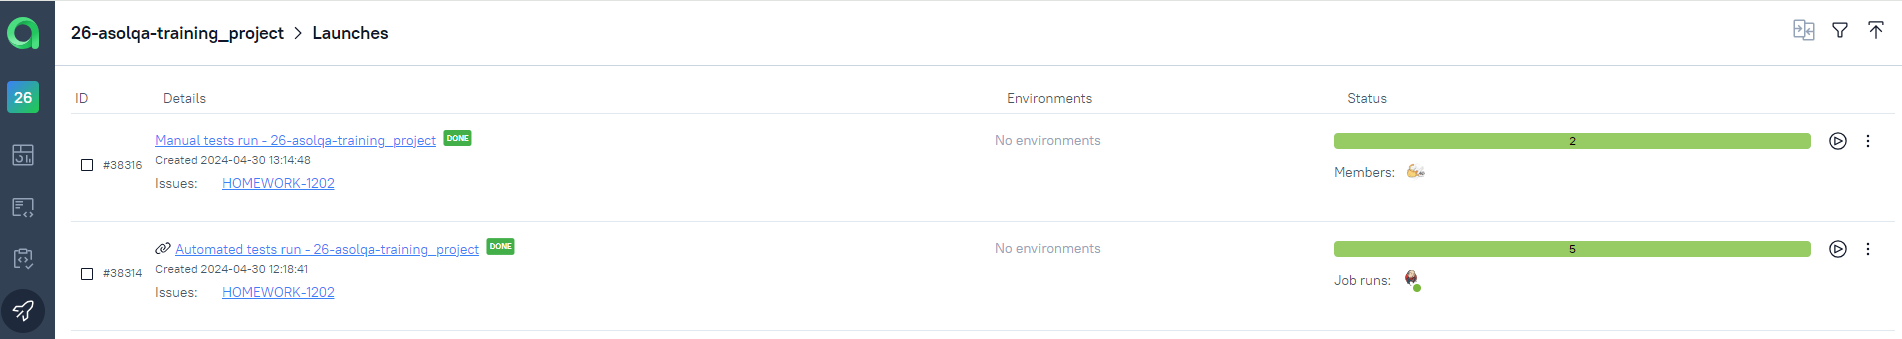 26-asolqa-training_project > Launches
26
ID Details Environments Status
Manual tests run - 26-asolqa-training_project DONE No environments 2
#38316 Created 2024-04-30 13:14:48
Members:
Issues: HOMEWORK-1202
Automated tests run - 26-asolqa-training_project DONE No environments 5
#38314 Created 2024-04-30 12:18:41
Job runs:
Issues: HOMEWORK-1202